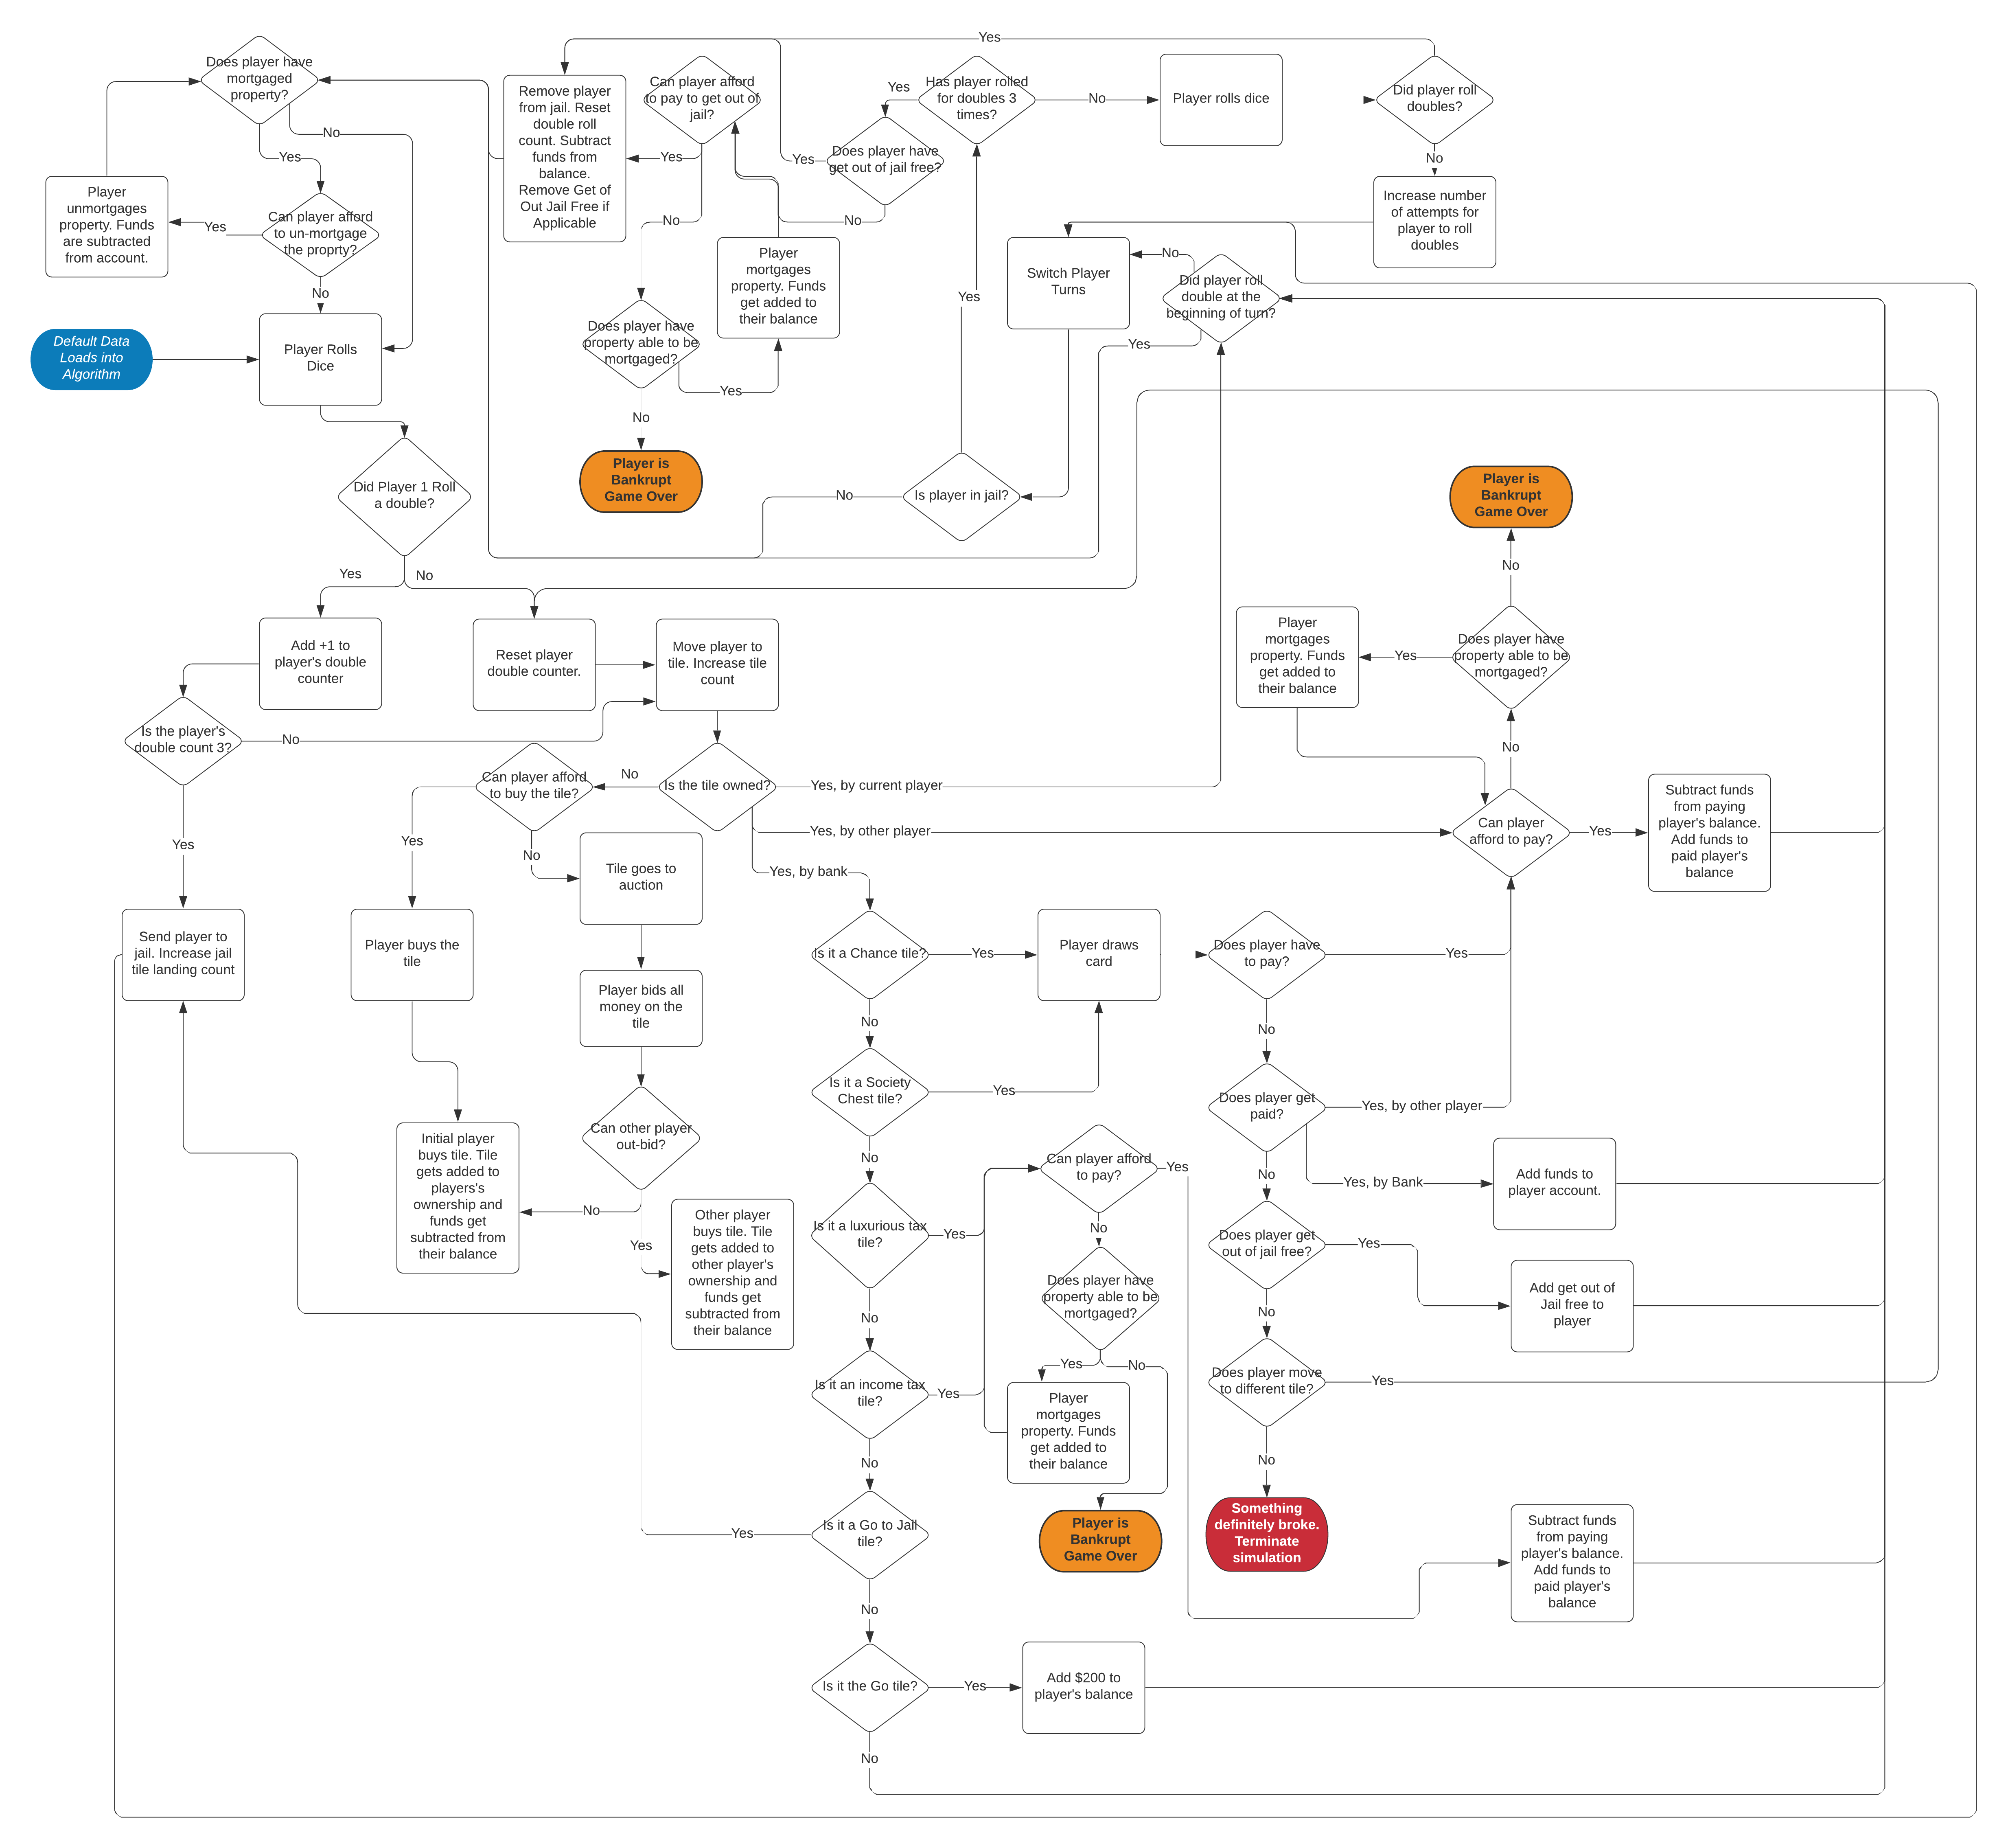 Yes
Does player have
mortgaged
property?
Remove player
from jail. Reset
double roll
count. Subtract
funds from
balance.
Remove Get of
Out Jail Free if
Applicable
Can player afford
to pay to get out of
jail?
Yes
Has player rolled
for doubles 3
times?
No
Player rolls dice
Did player roll
doubles?
No
Yes
Yes
Yes
Does player have
get out of jail free?
No
Player
unmortgages
property. Funds
are subtracted
from account.
Yes
Can player afford
to un-mortgage
the proprty?
No
No
No
Increase number
of attempts for
player to roll
doubles
Player
mortgages
property. Funds
get added to
their balance
Switch Player
Turns
No
Did player roll
double at the
beginning of turn?
Yes
Yes
No
Default Data
Loads into
Algorithm
Player Rolls
Dice
Does player have
property able to be
mortgaged?
Yes
No
Player is
Bankrupt
Game Over
Did Player 1 Roll
a double?
No
Is player in jail?
Player is
Bankrupt
Game Over
No
Yes
No
Add +1 to
player's double
counter
Reset player
double counter.
Move player to
tile. Increase tile
count
Player
mortgages
property. Funds
get added to
their balance
Yes
Does player have
property able to be
mortgaged?
No
Is the player's
double count 3?
No
Can player afford
to buy the tile?
No
Is the tile owned?
Yes, by current player
Yes, by other player
Can player
afford to pay?
Yes
Subtract funds
from paying
player's balance.
Add funds to
paid player's
balance
Yes
Yes
No
Tile goes to
auction
Yes, by bank
Send player to
jail. Increase jail
tile landing count
Player buys the
tile
Player bids all
money on the
tile
Is it a Chance tile?
Yes
Player draws
card
Does player have
to pay?
Yes
No
No
Is it a Society
Chest tile?
Yes
Does player get
paid?
Yes, by other player
Initial player
buys tile. Tile
gets added to
players's
ownership and
funds get
subtracted from
their balance
Can other player
out-bid?
No
Yes
Other player
buys tile. Tile
gets added to
other player's
ownership and
funds get
subtracted from
their balance
No
Can player afford
to pay?
Yes
No
Yes, by Bank
Add funds to
player account.
Is it a luxurious tax
tile?
Yes
No
Does player get
out of jail free?
Yes
Does player have
property able to be
mortgaged?
Add get out of
Jail free to
player
No
No
Yes
No
Is it an income tax
tile?
Yes
Player
mortgages
property. Funds
get added to
their balance
Does player move
to different tile?
Yes
No
No
Is it a Go to Jail
tile?
Yes
Player is
Bankrupt
Game Over
Something
definitely broke.
Terminate
simulation
Subtract funds
from paying
player's balance.
Add funds to
paid player's
balance
No
Is it the Go tile?
Yes
Add $200 to
player's balance
No